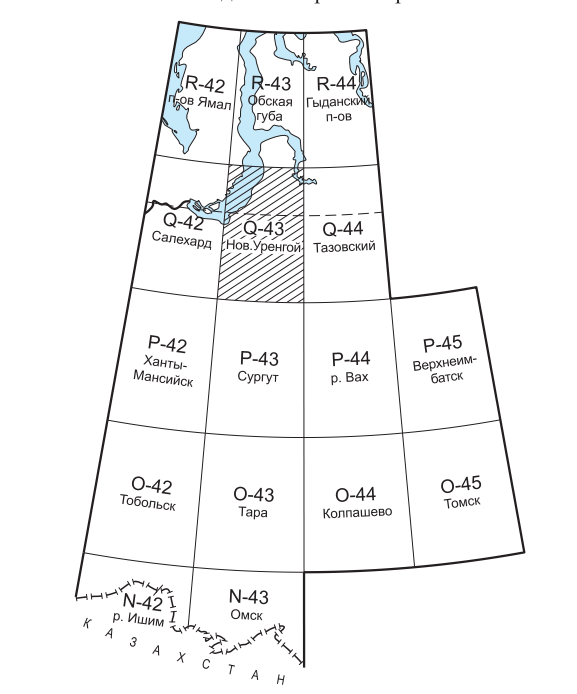 R-42
п-ов Ямал
R-43
Обская
губа
R-44
Гыданский
п-ов
Q-42
Салехард
Q-43
Нов.Уренгой
Q-44
Тазовский
P-42
Ханты-
Мансийск
P-43
Сургут
P-44
р. Вах
P-45
Верхнеим-
батск
O-42
Тобольск
O-43
Тара
O-44
Колпашево
O-45
Томск
N-42
р. Ишим
N-43
Омск
К А З А Х С Т А Н